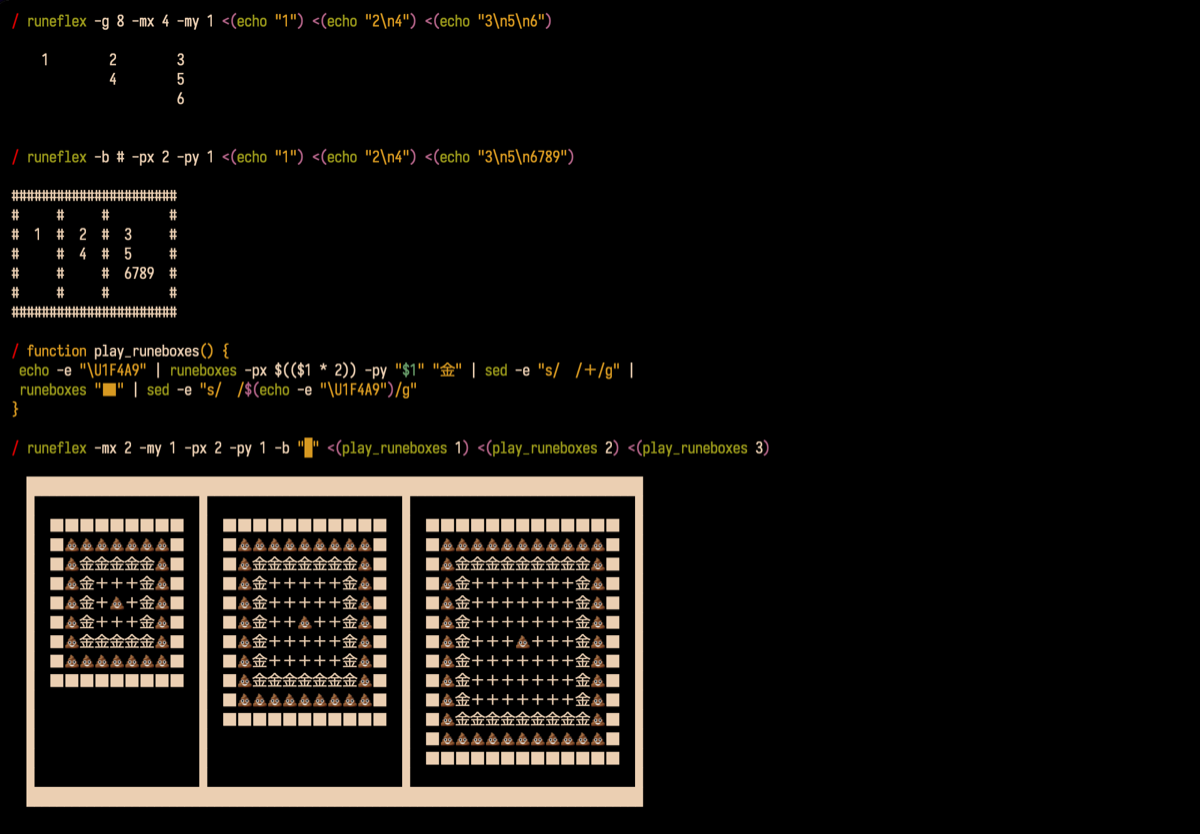 / runeflex -g 8 -mx 4 -my 1 <(echo "1") <(echo "2\n4") <(echo "3\n5\n6")
1        2        3
4        5
6
/ runeflex -b # -px 2 -py 1 <(echo "1") <(echo "2\n4") <(echo "3\n5\n6789")
######################
#     #     #        #
#  1  #  2  #  3     #
#     #  4  #  5     #
#     #     #  6789  #
#     #     #        #
######################
/ function play_runeboxes() {
echo -e "\U1F4A9" | runeboxes -px $(($1 * 2)) -py "$1" "金" | sed -e "s/　/＋/g" |
runeboxes "⬛" | sed -e "s/　/$(echo -e "\U1F4A9")/g"
}
/ runeflex -mx 2 -my 1 -px 2 -py 1 -b "█" <(play_runeboxes 1) <(play_runeboxes 2) <(play_runeboxes 3)
⬛⬛⬛⬛⬛⬛⬛⬛⬛ ⬛⬛⬛⬛⬛⬛⬛⬛⬛⬛⬛ ⬛⬛⬛⬛⬛⬛⬛⬛⬛⬛⬛⬛⬛
⬛💩💩💩💩💩💩💩⬛ ⬛💩💩💩💩💩💩💩💩💩⬛ ⬛💩💩💩💩💩💩💩💩💩💩💩⬛
⬛💩金金金金金💩⬛ ⬛💩金金金金金金金💩⬛ ⬛💩金金金金金金金金金💩⬛
⬛💩金＋＋＋金💩⬛ ⬛💩金＋＋＋＋＋金💩⬛ ⬛💩金＋＋＋＋＋＋＋金💩⬛
⬛💩金＋💩＋金💩⬛ ⬛💩金＋＋＋＋＋金💩⬛ ⬛💩金＋＋＋＋＋＋＋金💩⬛
⬛💩金＋＋＋金💩⬛ ⬛💩金＋＋💩＋＋金💩⬛ ⬛💩金＋＋＋＋＋＋＋金💩⬛
⬛💩金金金金金💩⬛ ⬛💩金＋＋＋＋＋金💩⬛ ⬛💩金＋＋＋💩＋＋＋金💩⬛
⬛💩💩💩💩💩💩💩⬛ ⬛💩金＋＋＋＋＋金💩⬛ ⬛💩金＋＋＋＋＋＋＋金💩⬛
⬛⬛⬛⬛⬛⬛⬛⬛⬛ ⬛💩金金金金金金金💩⬛ ⬛💩金＋＋＋＋＋＋＋金💩⬛
⬛💩💩💩💩💩💩💩💩💩⬛ ⬛💩金＋＋＋＋＋＋＋金💩⬛
⬛⬛⬛⬛⬛⬛⬛⬛⬛⬛⬛ ⬛💩金金金金金金金金金💩⬛
⬛💩💩💩💩💩💩💩💩💩💩💩⬛
⬛⬛⬛⬛⬛⬛⬛⬛⬛⬛⬛⬛⬛